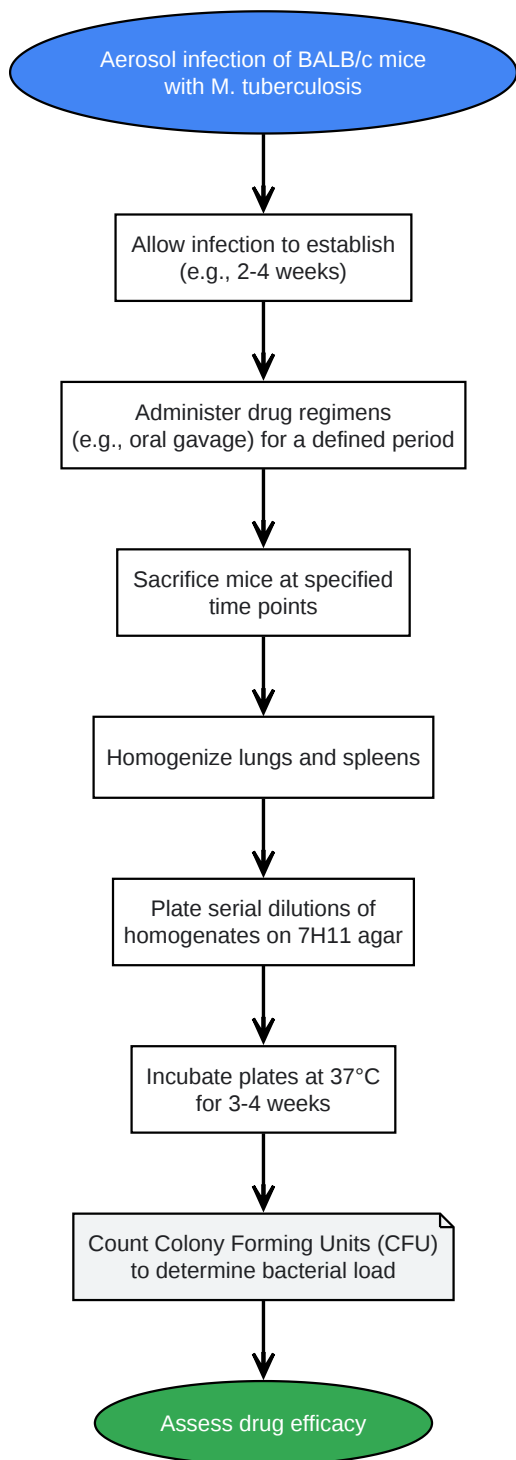 Aerosol infection of BALB/c mice
with M. tuberculosis
Allow infection to establish
(e.g., 2-4 weeks)
Administer drug regimens
(e.g., oral gavage) for a defined period
Sacrifice mice at specified
time points
Homogenize lungs and spleens
Plate serial dilutions of
homogenates on 7H11 agar
Incubate plates at 37°C
for 3-4 weeks
Count Colony Forming Units (CFU)
to determine bacterial load
Assess drug efficacy